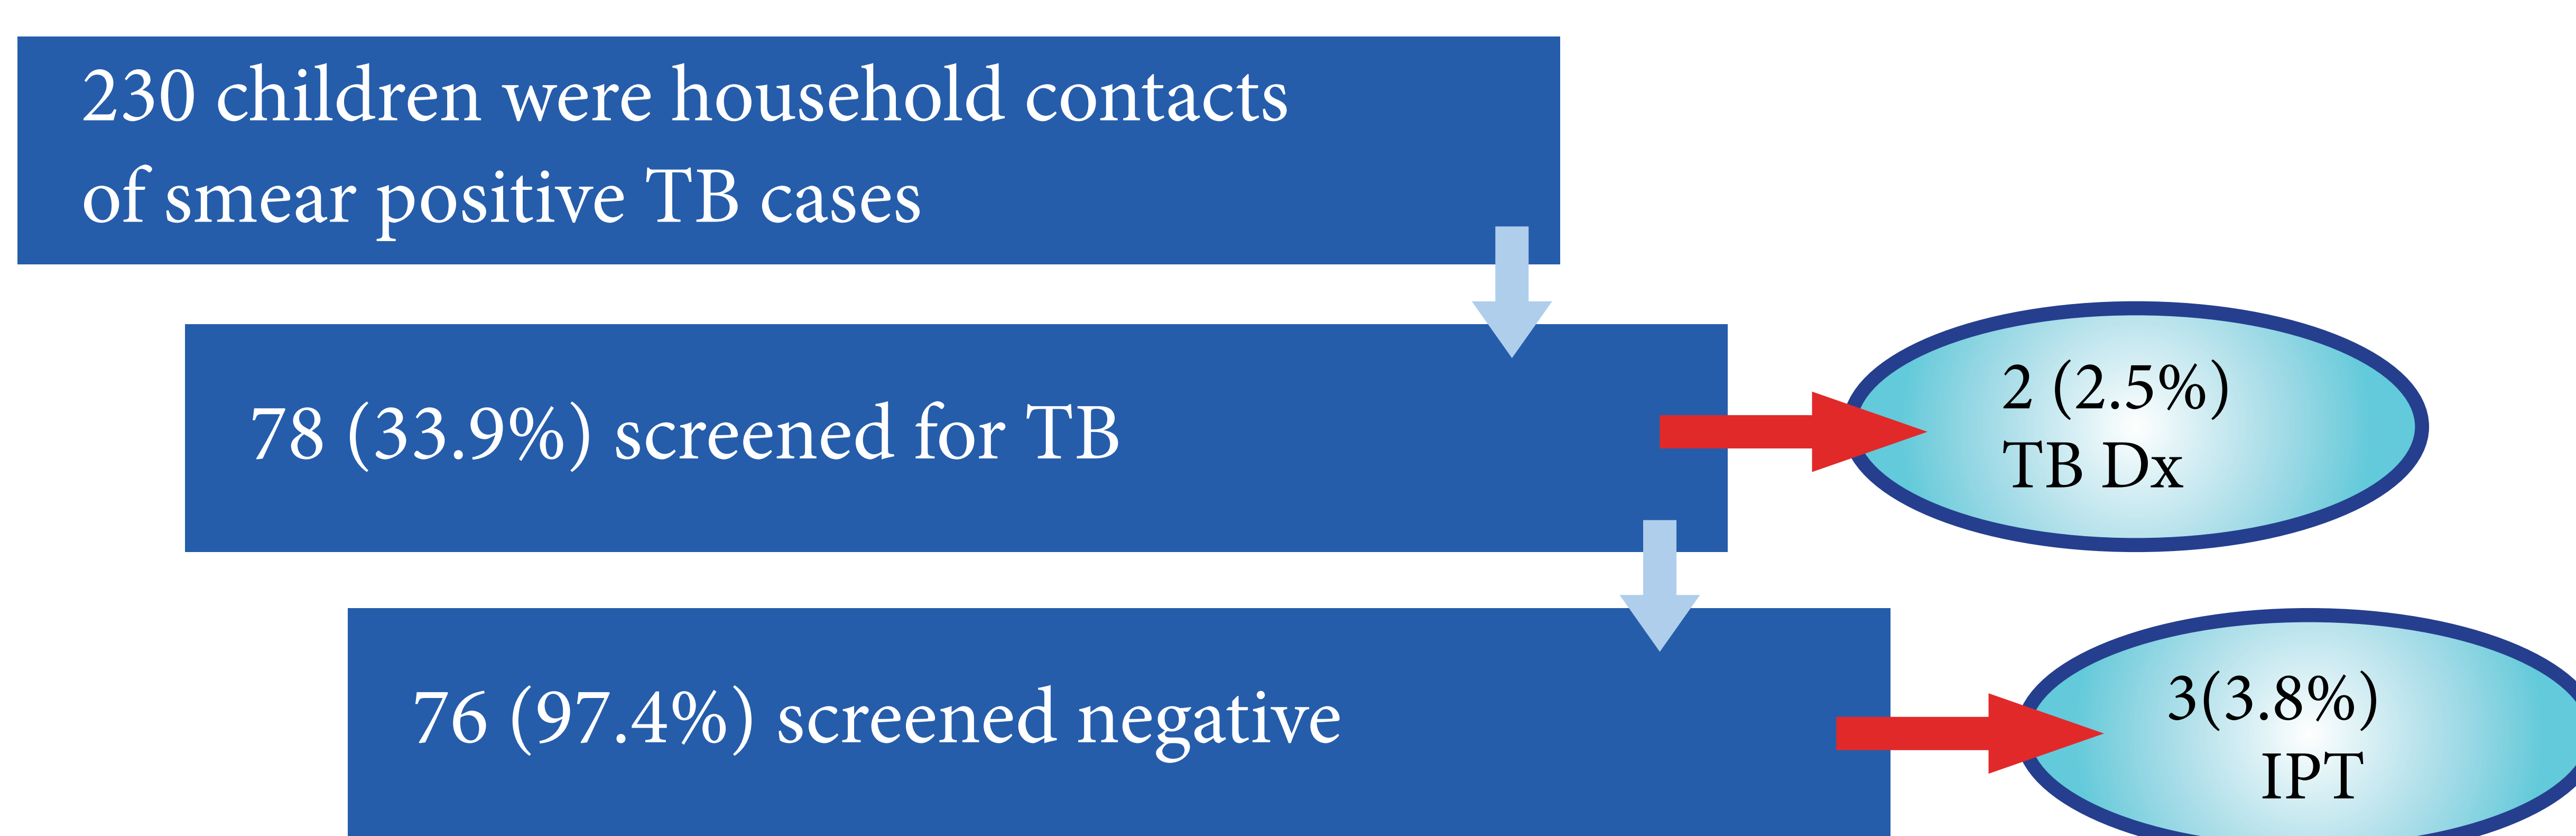 230 children were household contacts
of smear positive TB cases
78 (33.9%) screened for TB
2 (2.5%)
TB Dx
76 (97.4%) screened negative
3(3.8%)
IPT